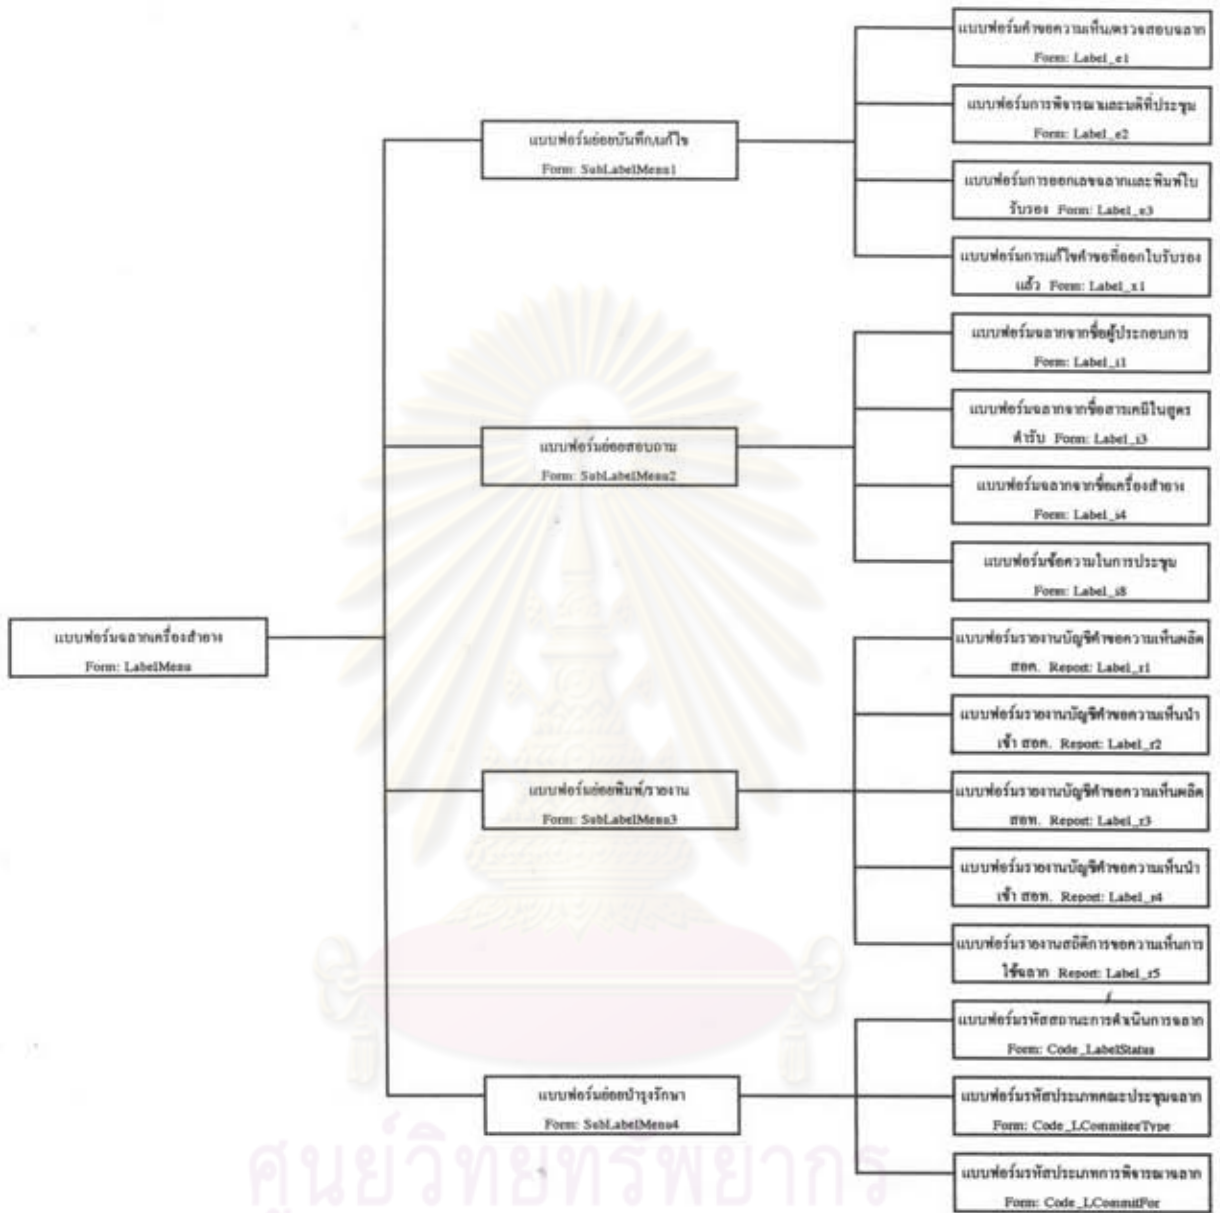 แบบฟอร์มฉลากเครื่องสำอาง
Form: LabelMenu
แบบฟอร์มย่อยบันทึก/แก้ไข
Form: SubLabelMenu1
แบบฟอร์มคำขอความเห็น/ตรวจสอบฉลาก
Form: Label_e1
แบบฟอร์มการพิจารณาและมติที่ประชุม
Form: Label_e2
แบบฟอร์มการออกเลขฉลากและพิมพ์ใบ
รับรอง Form: Label_e3
แบบฟอร์มการแก้ไขคำขอที่ออกใบรับรอง
แล้ว Form: Label_x1
แบบฟอร์มย่อยสอบถาม
Form: SubLabelMenu2
แบบฟอร์มฉลากจากชื่อผู้ประกอบการ
Form: Label_i1
แบบฟอร์มฉลากจากชื่อสารเคมีในสูตร
ตำรับ Form: Label_i3
แบบฟอร์มฉลากจากชื่อเครื่องสำอาง
Form: Label_i4
แบบฟอร์มข้อความในการประชุม
Form: Label_i8
แบบฟอร์มย่อยพิมพ์/รายงาน
Form: SubLabelMenu3
แบบฟอร์มรายงานบัญชีคำขอความเห็นผลิต
สอค. Report: Label_r1
แบบฟอร์มรายงานบัญชีคำขอความเห็นนำ
เข้า สอค. Report: Label_r2
แบบฟอร์มรายงานบัญชีคำขอความเห็นผลิต
สอท. Report: Label_r3
แบบฟอร์มรายงานบัญชีคำขอความเห็นนำ
เข้า สอท. Report: Label_r4
แบบฟอร์มรายงานสถิติการขอความเห็นการ
ใช้ฉลาก Report: Label_r5
แบบฟอร์มย่อยบำรุงรักษา
Form: SubLabelMenu4
แบบฟอร์มรหัสสถานะการดำเนินการฉลาก
Form: Code_LabelStatus
แบบฟอร์มรหัสประเภทคณะประชุมฉลาก
Form: Code_LCommiteeType
แบบฟอร์มรหัสประเภทการพิจารณาฉลาก
Form: Code_LCommitFor
ศูนย์วิทยทรัพยากร